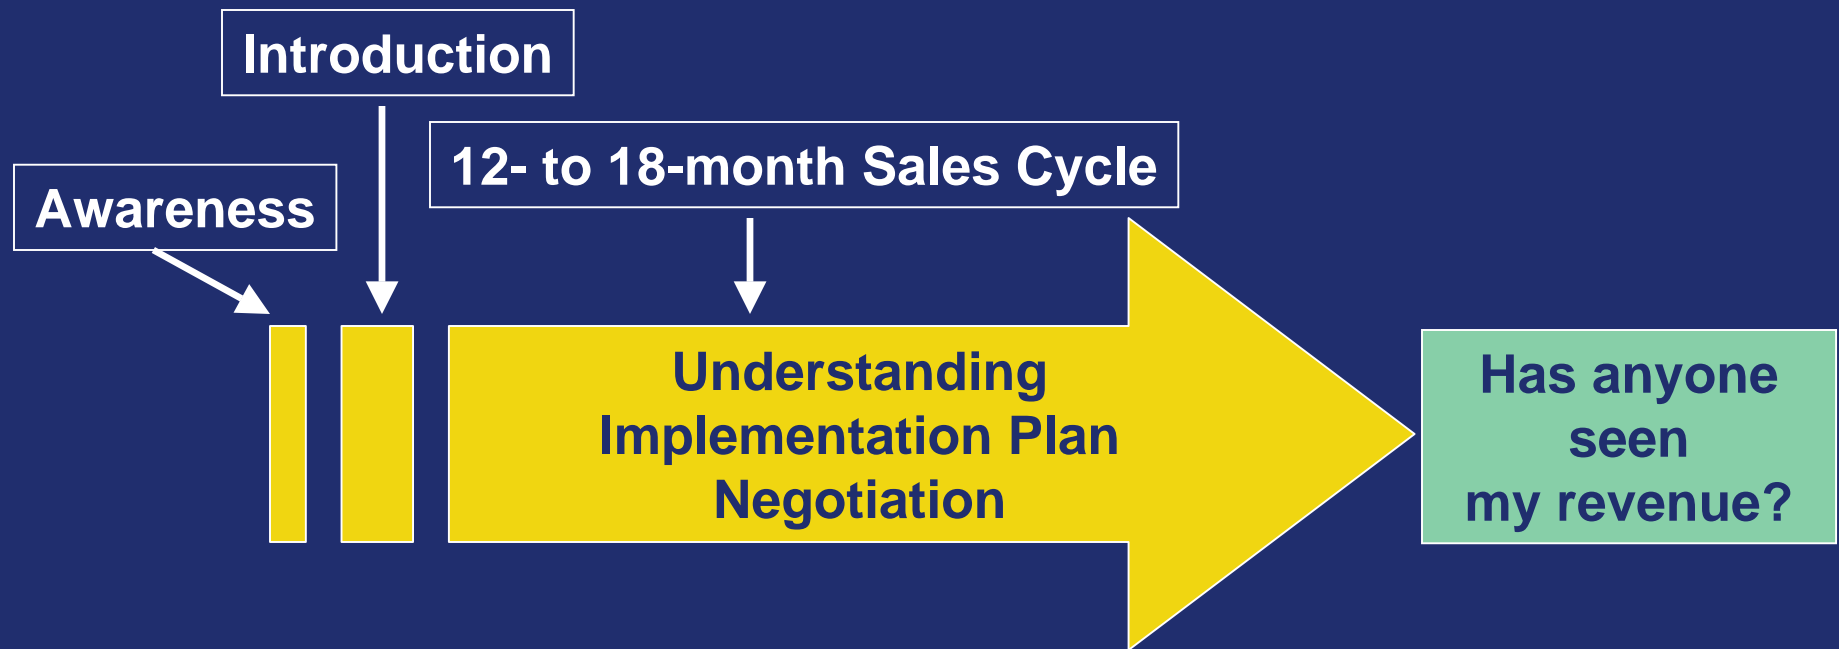 Introduction
12- to 18-month Sales Cycle
Awareness
Understanding
Implementation Plan
Negotiation
Has anyone
seen
my revenue?